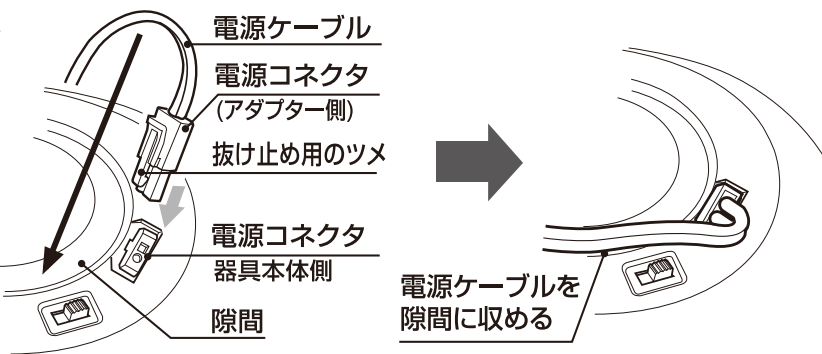 電源ケーブル
電源コネクタ
(アダプター側)
抜け止め用のツメ
電源コネクタ
器具本体側
隙間
電源ケーブルを
隙間に収める